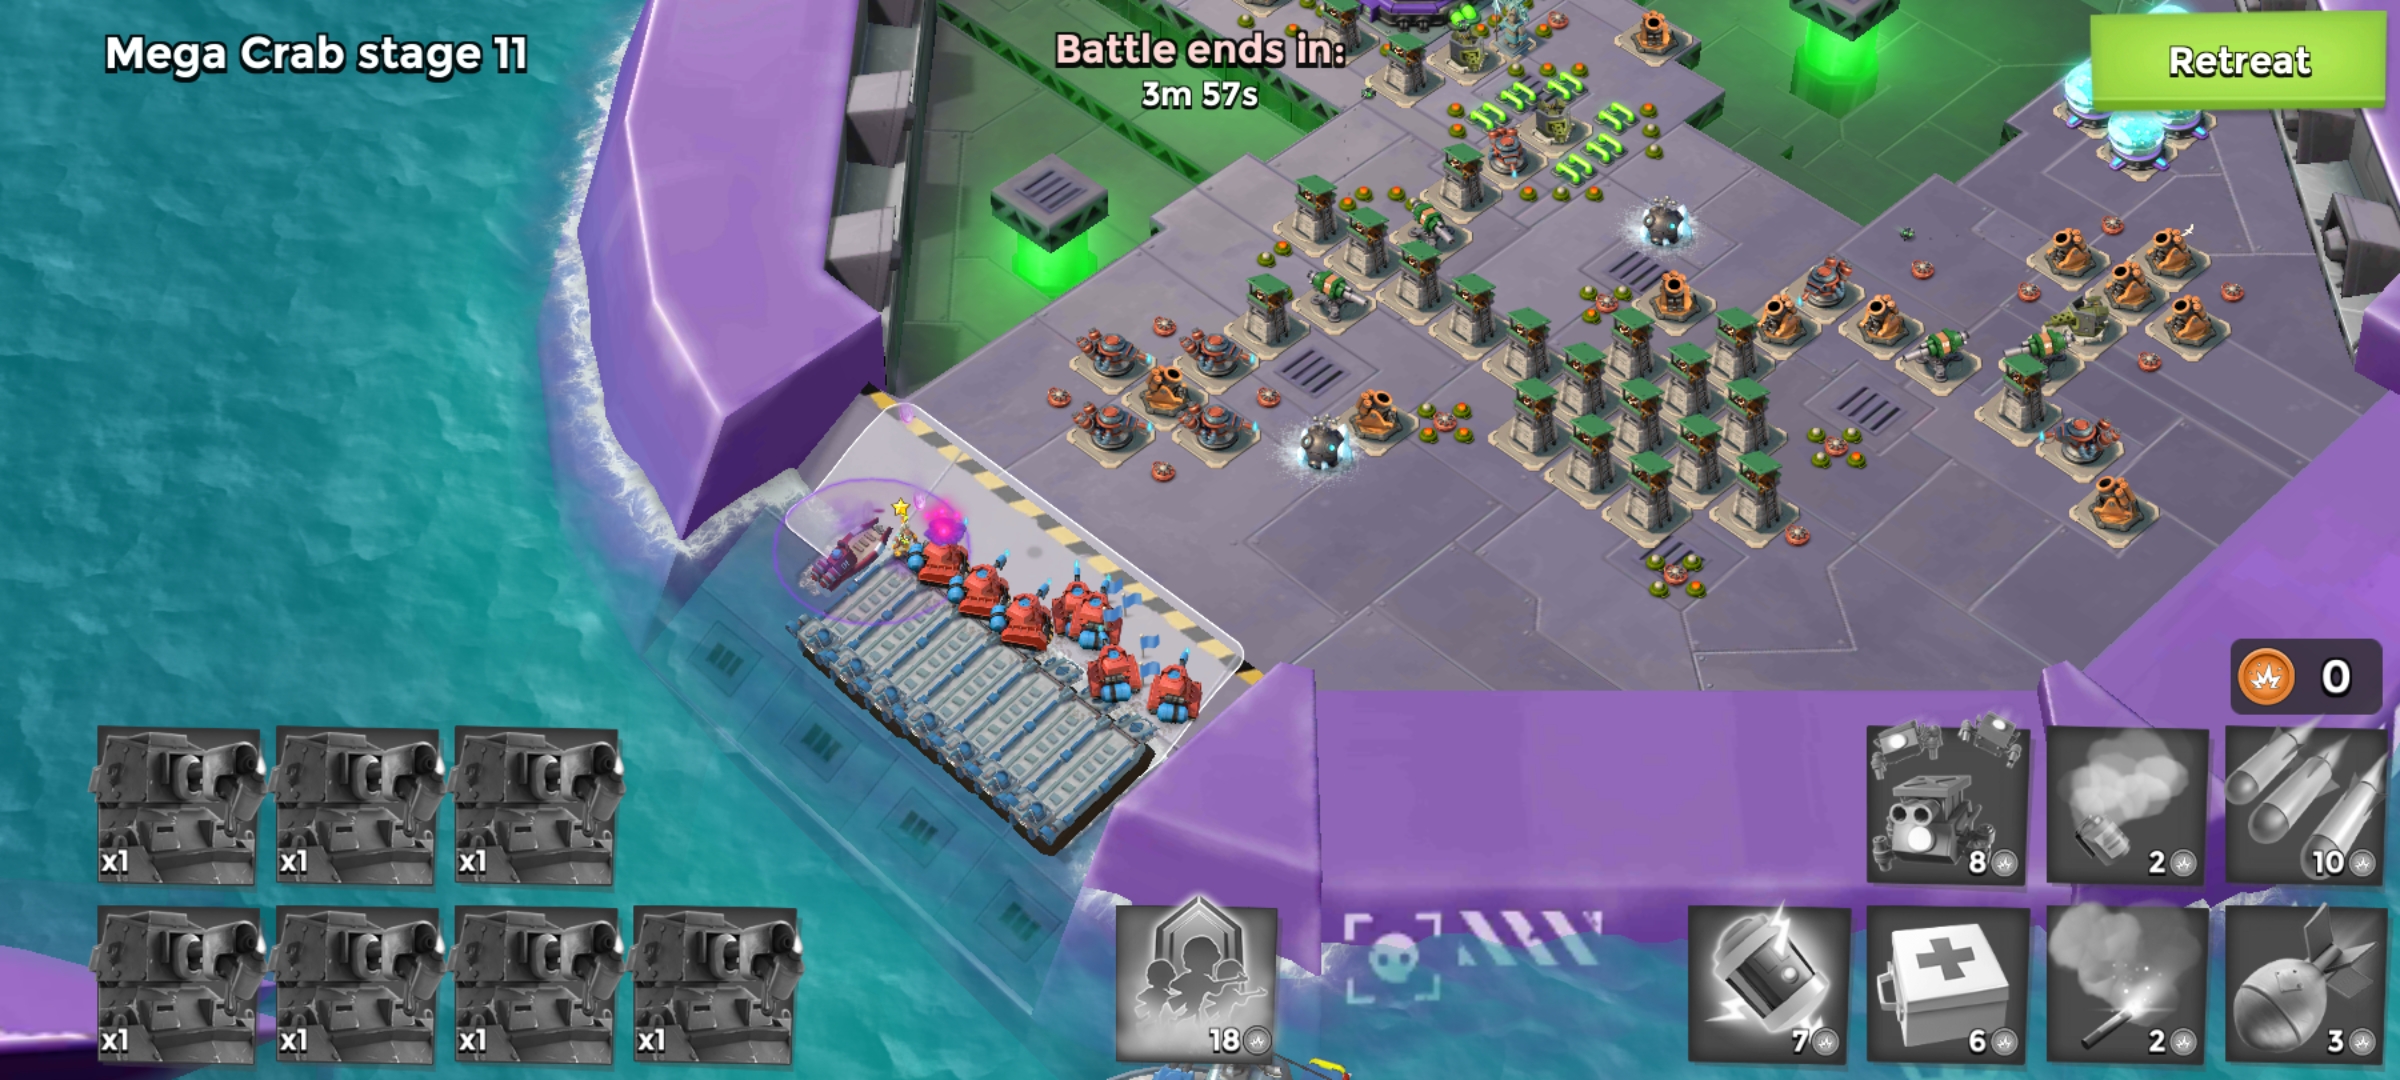 Mega Crab stage 11
Battle ends in:
3m 57s
Retreat
0
x1
x1
x1
8
2
10
x1
x1
x1
x1
18
7
6
2
3